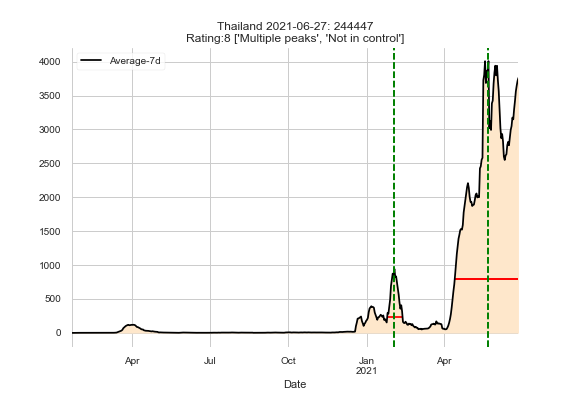 Thailand 2021-06-27: 244447
Rating:8 ['Multiple peaks', 'Not in control']
Average-7d
4000
3500
3000
2500
2000
1500
1000
500
0
Apr Jul Oct Jan Apr
2021
Date